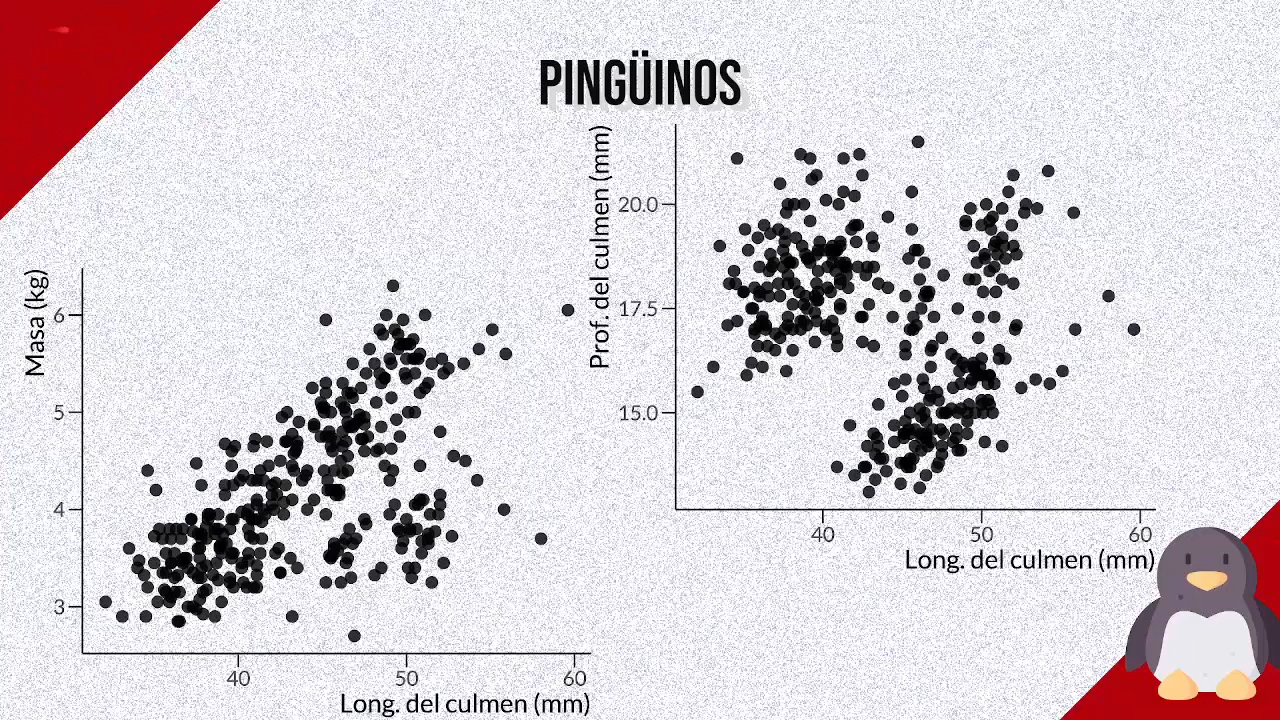 PINGÜINOS
Masa (kg)
6
5
4
3
40
50
60
Long. del culmen (mm)
Prof. del culmen (mm)
20.0
17.5
15.0
40
50
60
Long. del culmen (mm)